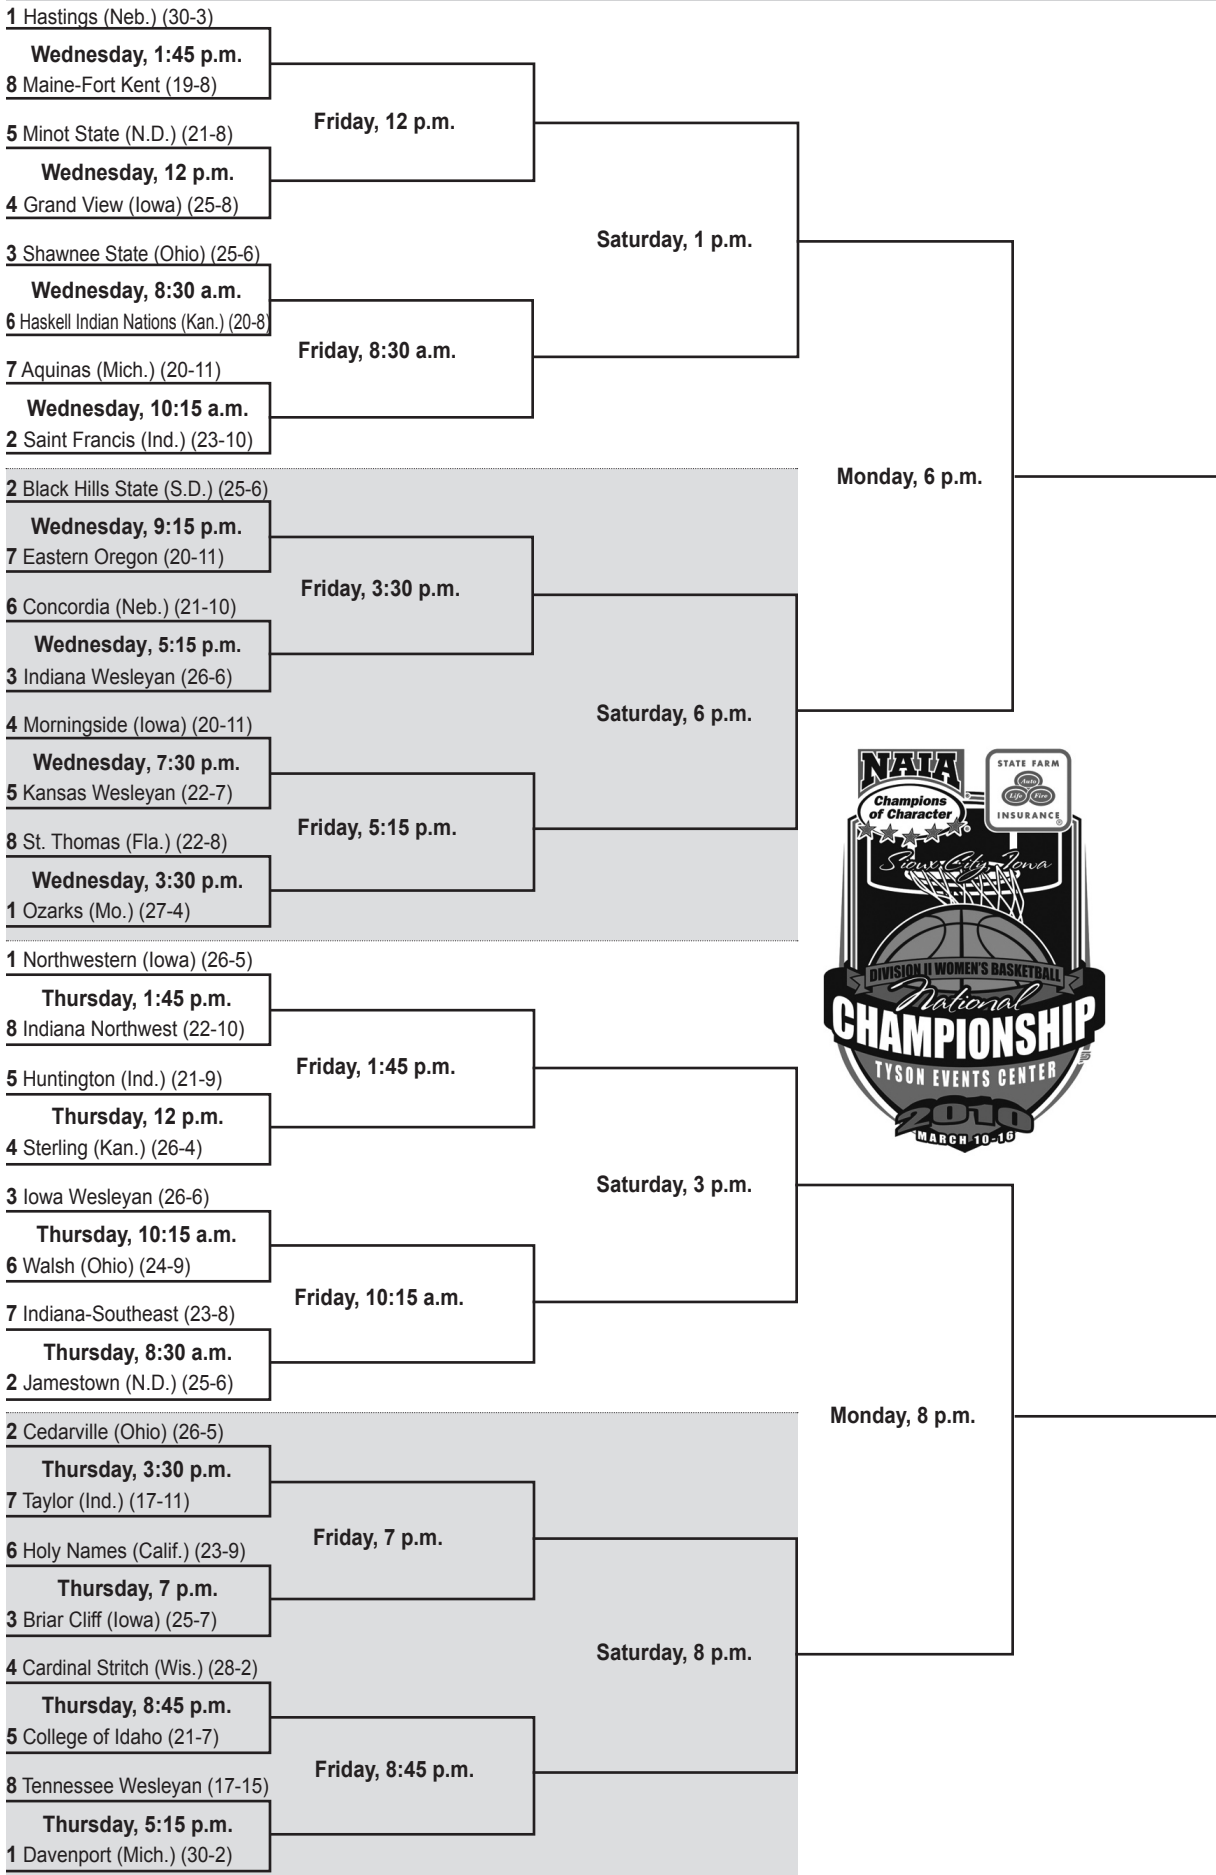 1 Hastings (Neb.) (30-3)
Wednesday, 1:45 p.m.
8 Maine-Fort Kent (19-8)
Friday, 12 p.m.
5 Minot State (N.D.) (21-8)
Wednesday, 12 p.m.
4 Grand View (Iowa) (25-8)
Saturday, 1 p.m.
3 Shawnee State (Ohio) (25-6)
Wednesday, 8:30 a.m.
6 Haskell Indian Nations (Kan.) (20-8)
Friday, 8:30 a.m.
7 Aquinas (Mich.) (20-11)
Wednesday, 10:15 a.m.
2 Saint Francis (Ind.) (23-10)
Monday, 6 p.m.
2 Black Hills State (S.D.) (25-6)
Wednesday, 9:15 p.m.
7 Eastern Oregon (20-11)
Friday, 3:30 p.m.
6 Concordia (Neb.) (21-10)
Wednesday, 5:15 p.m.
3 Indiana Wesleyan (26-6)
Saturday, 6 p.m.
4 Morningside (Iowa) (20-11)
Wednesday, 7:30 p.m.
5 Kansas Wesleyan (22-7)
Friday, 5:15 p.m.
8 St. Thomas (Fla.) (22-8)
Wednesday, 3:30 p.m.
1 Ozarks (Mo.) (27-4)
NAIA
Champions
of Character
STATE FARM
Auto
Life Fire
INSURANCE
Sioux City, Iowa
DIVISION II WOMEN'S BASKETBALL
National
CHAMPIONSHIP
TYSON EVENTS CENTER
2010
MARCH 10-16
1 Northwestern (Iowa) (26-5)
Thursday, 1:45 p.m.
8 Indiana Northwest (22-10)
Friday, 1:45 p.m.
5 Huntington (Ind.) (21-9)
Thursday, 12 p.m.
4 Sterling (Kan.) (26-4)
Saturday, 3 p.m.
3 Iowa Wesleyan (26-6)
Thursday, 10:15 a.m.
6 Walsh (Ohio) (24-9)
Friday, 10:15 a.m.
7 Indiana-Southeast (23-8)
Thursday, 8:30 a.m.
2 Jamestown (N.D.) (25-6)
Monday, 8 p.m.
2 Cedarville (Ohio) (26-5)
Thursday, 3:30 p.m.
7 Taylor (Ind.) (17-11)
Friday, 7 p.m.
6 Holy Names (Calif.) (23-9)
Thursday, 7 p.m.
3 Briar Cliff (Iowa) (25-7)
Saturday, 8 p.m.
4 Cardinal Stritch (Wis.) (28-2)
Thursday, 8:45 p.m.
5 College of Idaho (21-7)
Friday, 8:45 p.m.
8 Tennessee Wesleyan (17-15)
Thursday, 5:15 p.m.
1 Davenport (Mich.) (30-2)